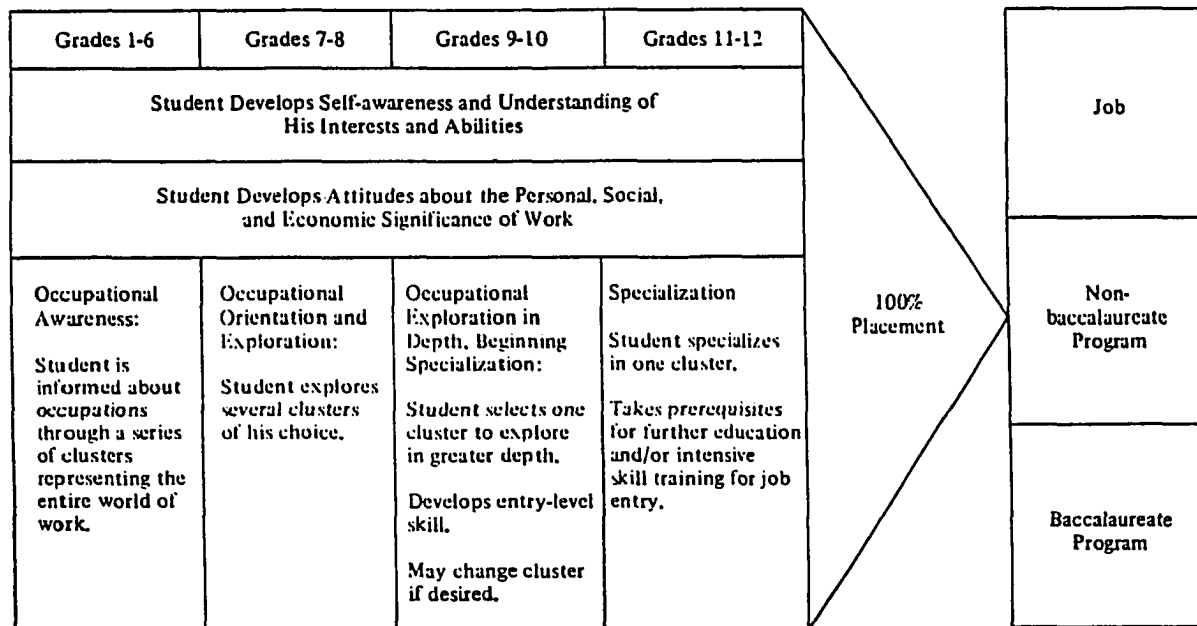 Grades 1-6
Grades 7-8
Grades 9-10
Grades 11-12
Student Develops Self-awareness and Understanding of
His Interests and Abilities
Student Develops Attitudes about the Personal, Social,
and Economic Significance of Work
Occupational
Awareness:
Student is
informed about
occupations
through a series
of clusters
representing the
entire world of
work.
Occupational
Orientation and
Exploration:
Student explores
several clusters
of his choice.
Occupational
Exploration in
Depth, Beginning
Specialization:
Student selects one
cluster to explore
in greater depth.
Develops entry-level
skill.
May change cluster
if desired.
Specialization
Student specializes
in one cluster.
Takes prerequisites
for further education
and/or intensive
skill training for job
entry.
100%
Placement
Job
Non-
baccalaureate
Program
Baccalaureate
Program